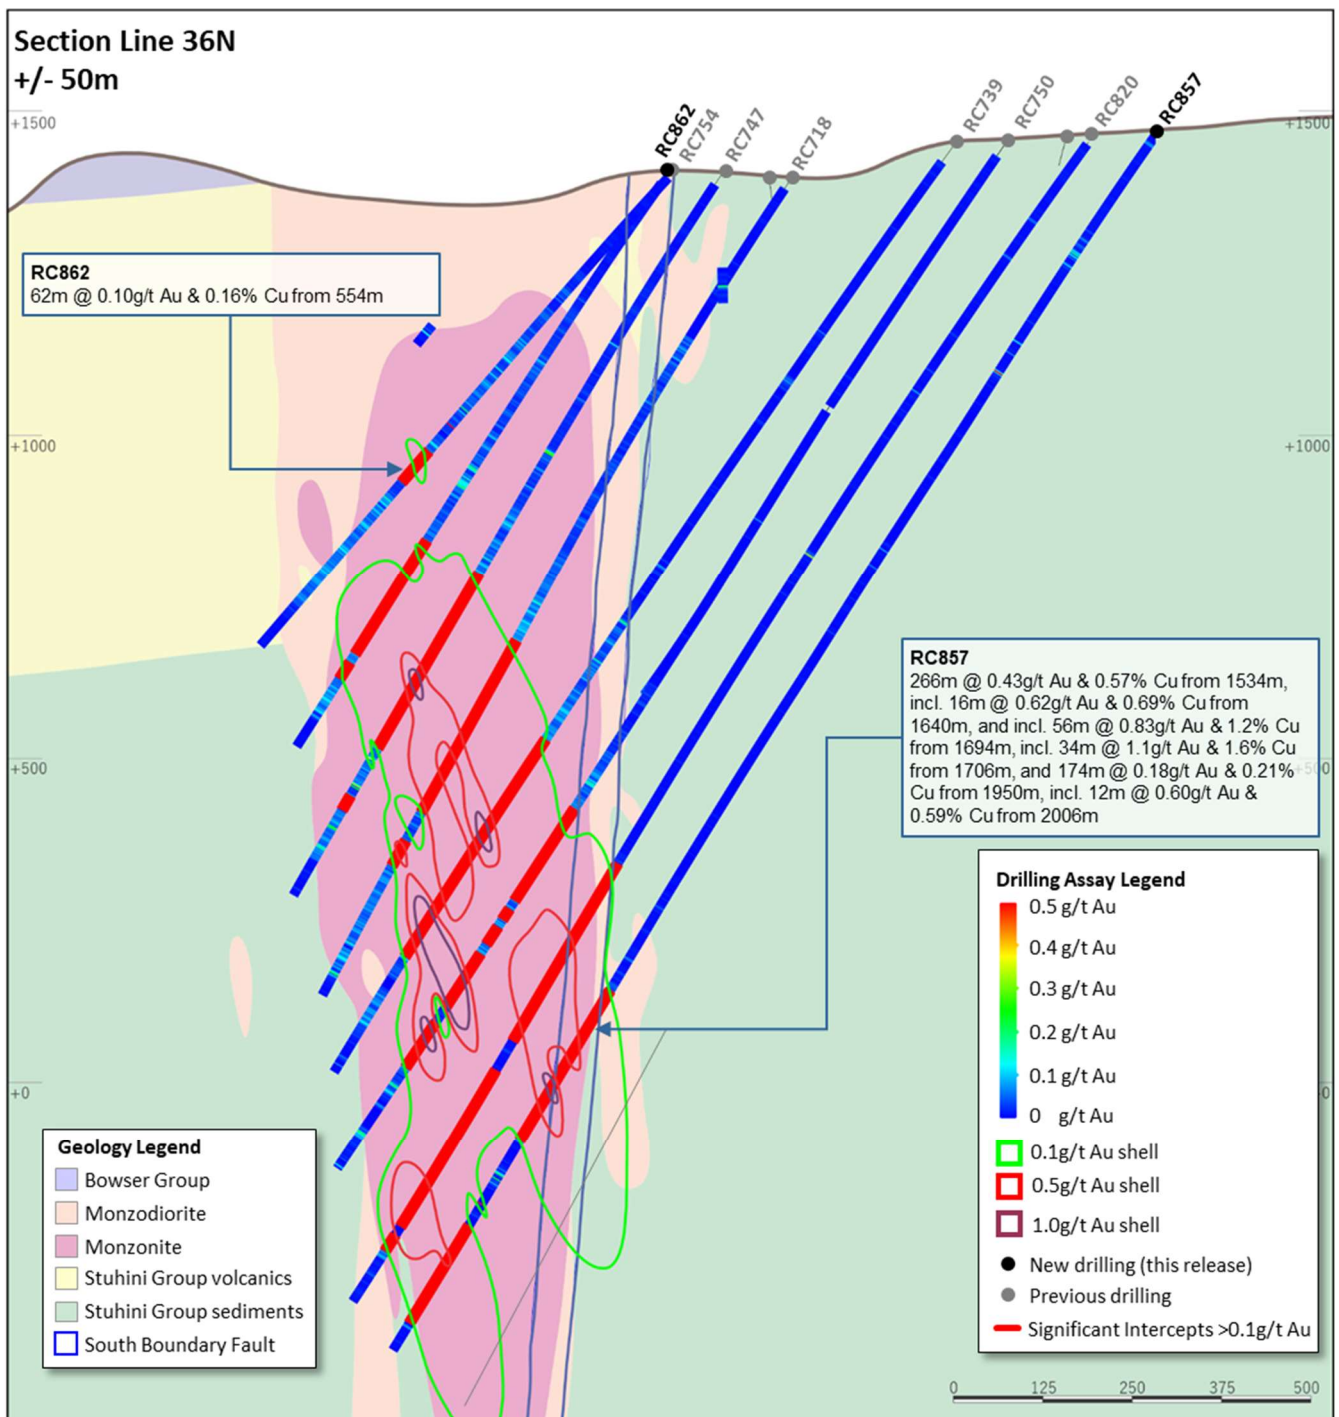 Section Line 36N
+/- 50m
+1500
RC862
RC754
RC747
RC718
RC739
RC750
RC820
RC857
+1500
RC862
62m @ 0.10g/t Au & 0.16% Cu from 554m
+1000
+1000
RC857
266m @ 0.43g/t Au & 0.57% Cu from 1534m,
incl. 16m @ 0.62g/t Au & 0.69% Cu from
1640m, and incl. 56m @ 0.83g/t Au & 1.2% Cu
from 1694m, incl. 34m @ 1.1g/t Au & 1.6% Cu
from 1706m, and 174m @ 0.18g/t Au & 0.21%
Cu from 1950m, incl. 12m @ 0.60g/t Au &
0.59% Cu from 2006m
+500
+500
Drilling Assay Legend
0.5 g/t Au
0.4 g/t Au
0.3 g/t Au
0.2 g/t Au
0.1 g/t Au
0 g/t Au
0.1g/t Au shell
0.5g/t Au shell
1.0g/t Au shell
New drilling (this release)
Previous drilling
Significant Intercepts >0.1g/t Au
+0
0
Geology Legend
Bowser Group
Monzodiorite
Monzonite
Stuhini Group volcanics
Stuhini Group sediments
South Boundary Fault
0 125 250 375 500